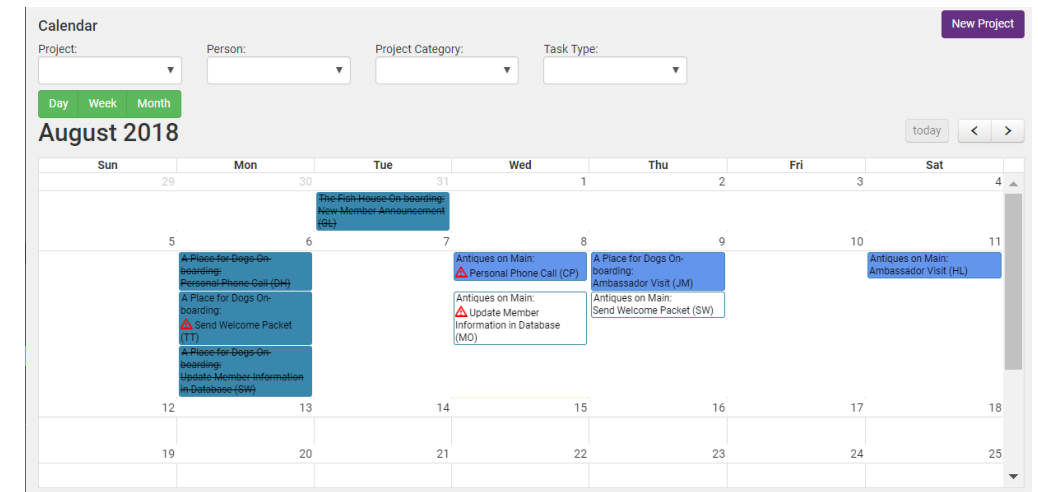 Calendar
New Project
Project:
Person:
Project Category:
Task Type:
Day Week Month
August 2018
today
Sun Mon Tue Wed Thu Fri Sat
29 30 31 1 2 3 4
The Fish House On-boarding:
New Member Announcement
(GL)
5 6 7 8 9 10 11
A Place for Dogs On-
boarding:
Personal Phone Call (DH)
A Place for Dogs On-
boarding:
Send Welcome Packet
(TT)
A Place for Dogs On-
boarding:
Update Member Information
in Database (SW)
Antiques on Main:
Personal Phone Call (CP)
Antiques on Main:
Update Member
Information in Database
(MO)
A Place for Dogs On-
boarding:
Ambassador Visit (JM)
Antiques on Main:
Send Welcome Packet (SW)
Antiques on Main:
Ambassador Visit (HL)
12 13 14 15 16 17 18
19 20 21 22 23 24 25